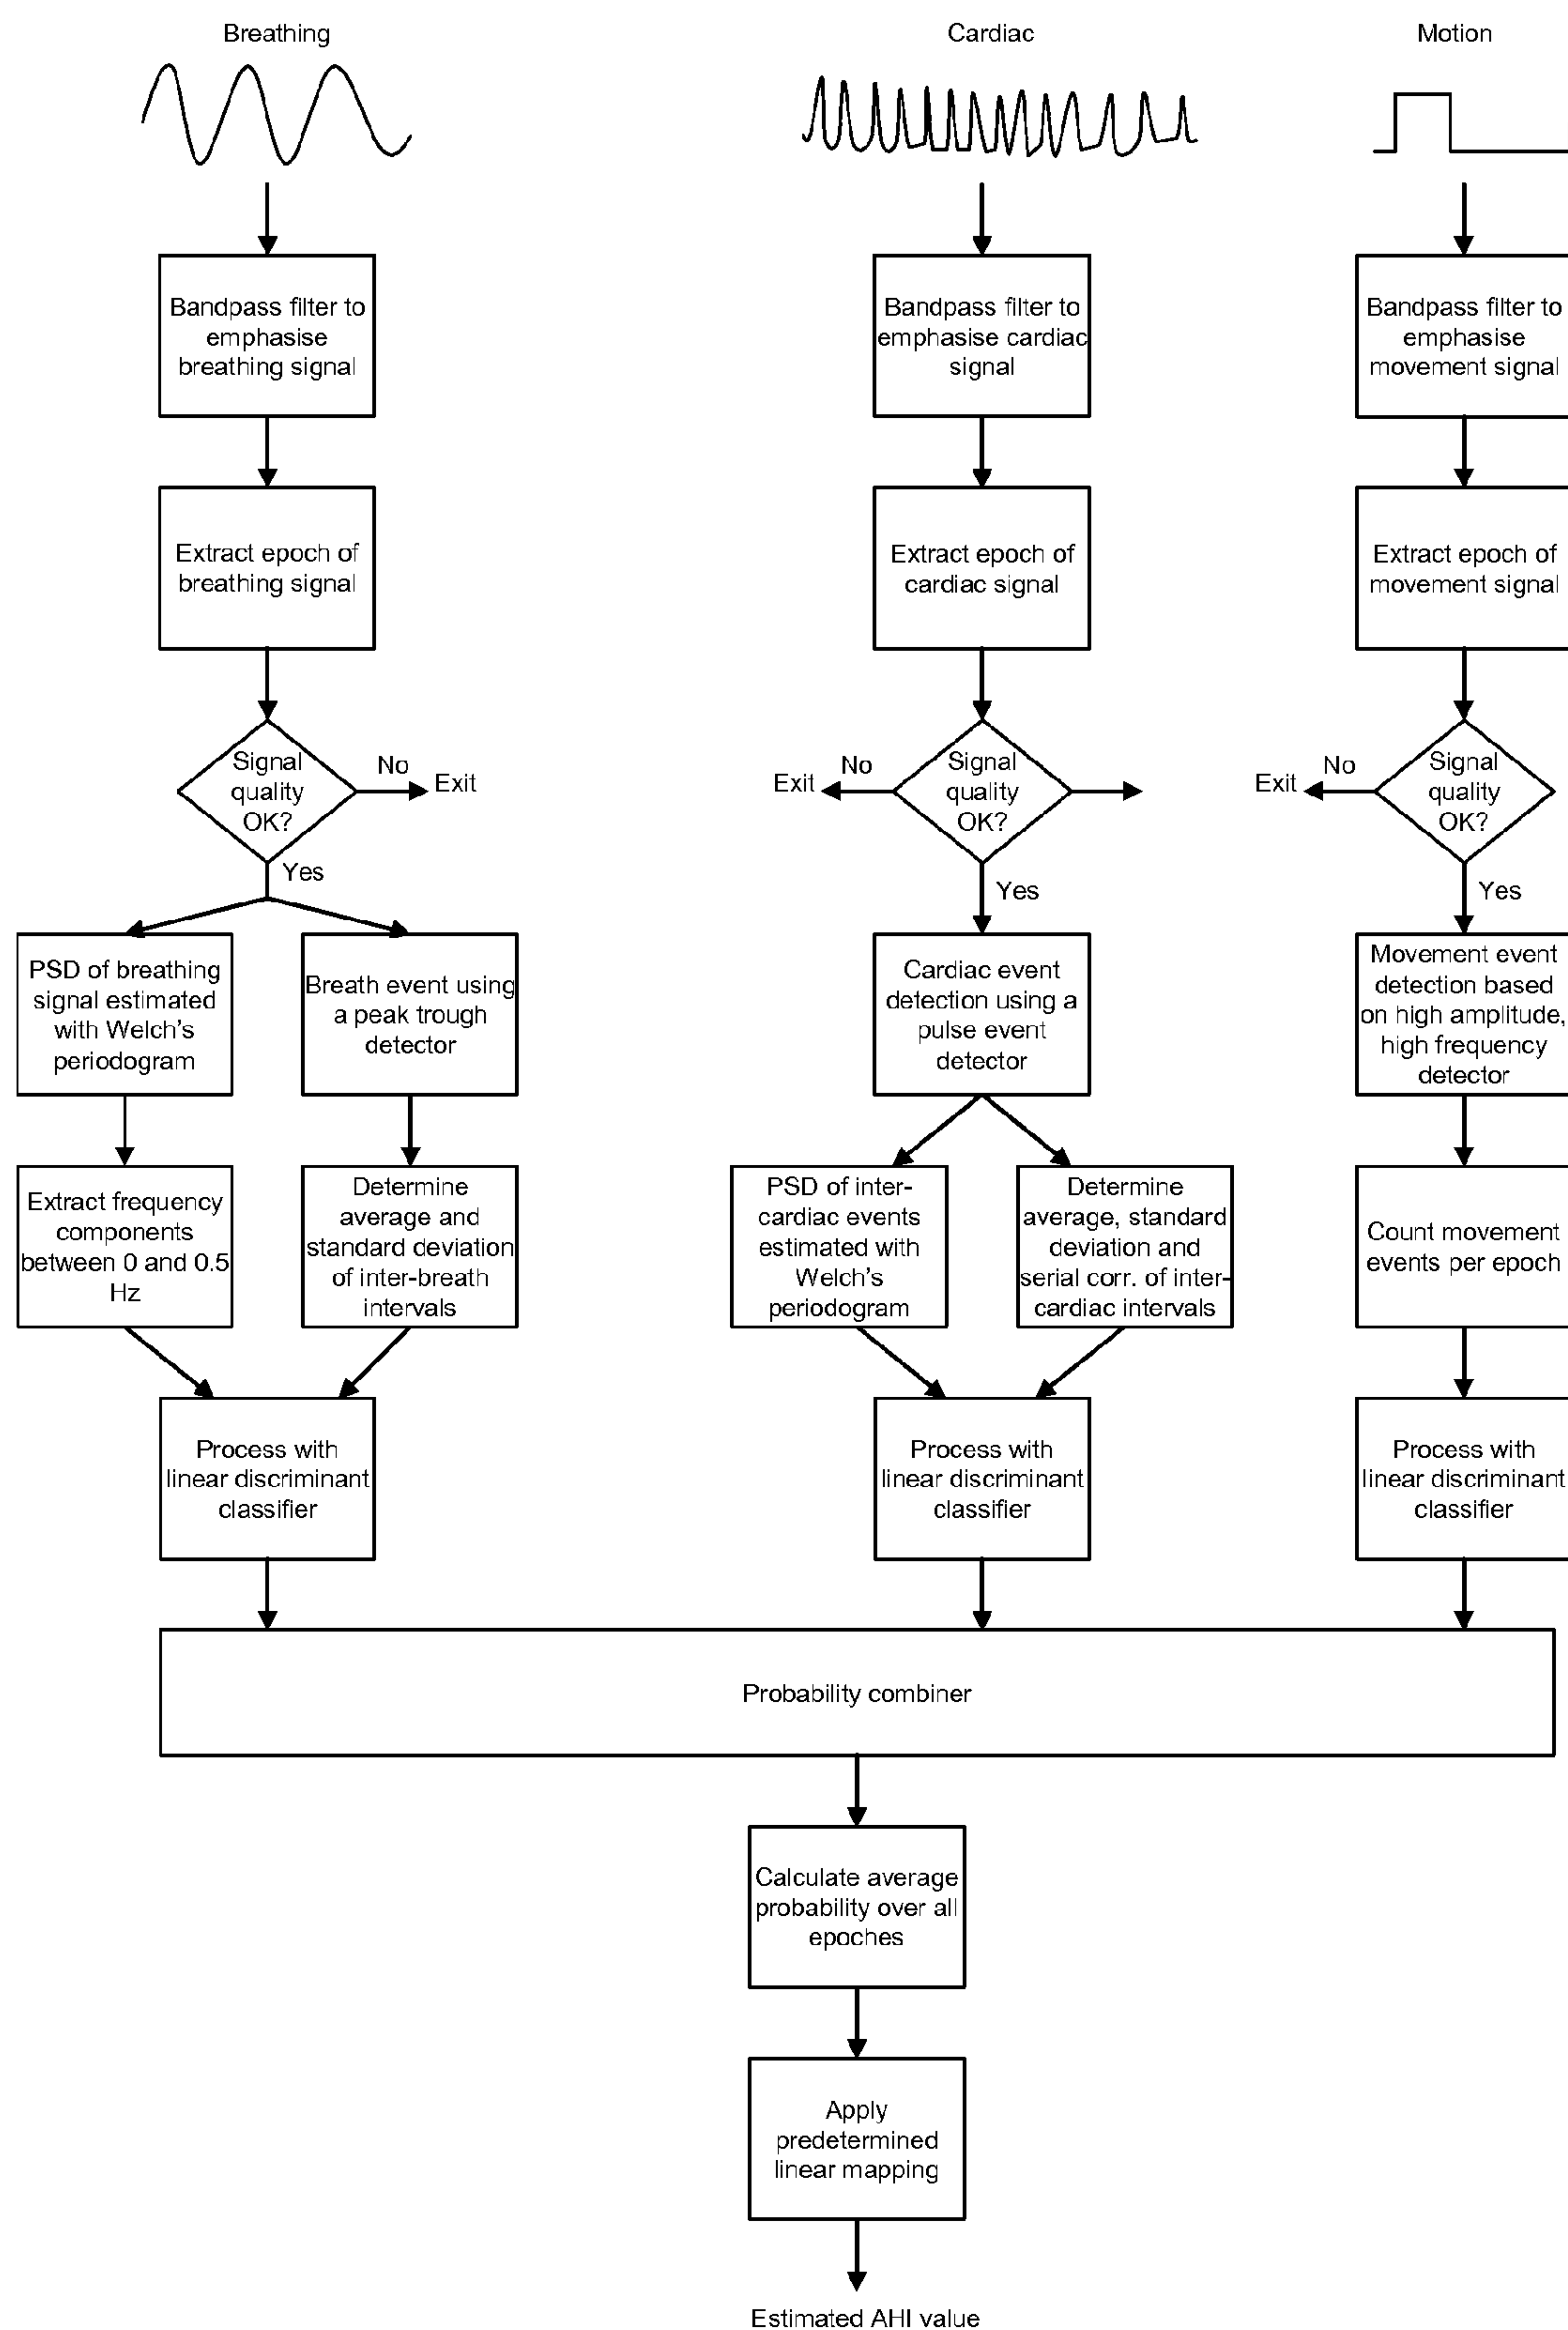 Breathing
Cardiac
Motion
Bandpass filter to
emphasise
breathing signal
Bandpass filter to
emphasise cardiac
signal
Bandpass filter to
emphasise
movement signal
Extract epoch of
breathing signal
Extract epoch of
cardiac signal
Extract epoch of
movement signal
Signal
quality
OK?
No
Exit
Yes
Exit
No
Signal
quality
OK?
Yes
Exit
No
Signal
quality
OK?
Yes
PSD of breathing
signal estimated
with Welch's
periodogram
Breath event using
a peak trough
detector
Cardiac event
detection using a
pulse event
detector
Movement event
detection based
on high amplitude,
high frequency
detector
Extract frequency
components
between 0 and 0.5
Hz
Determine
average and
standard deviation
of inter-breath
intervals
PSD of inter-
cardiac events
estimated with
Welch's
periodogram
Determine
average, standard
deviation and
serial corr. of inter-
cardiac intervals
Count movement
events per epoch
Process with
linear discriminant
classifier
Process with
linear discriminant
classifier
Process with
linear discriminant
classifier
Probability combiner
Calculate average
probability over all
epoches
Apply
predetermined
linear mapping
Estimated AHI value